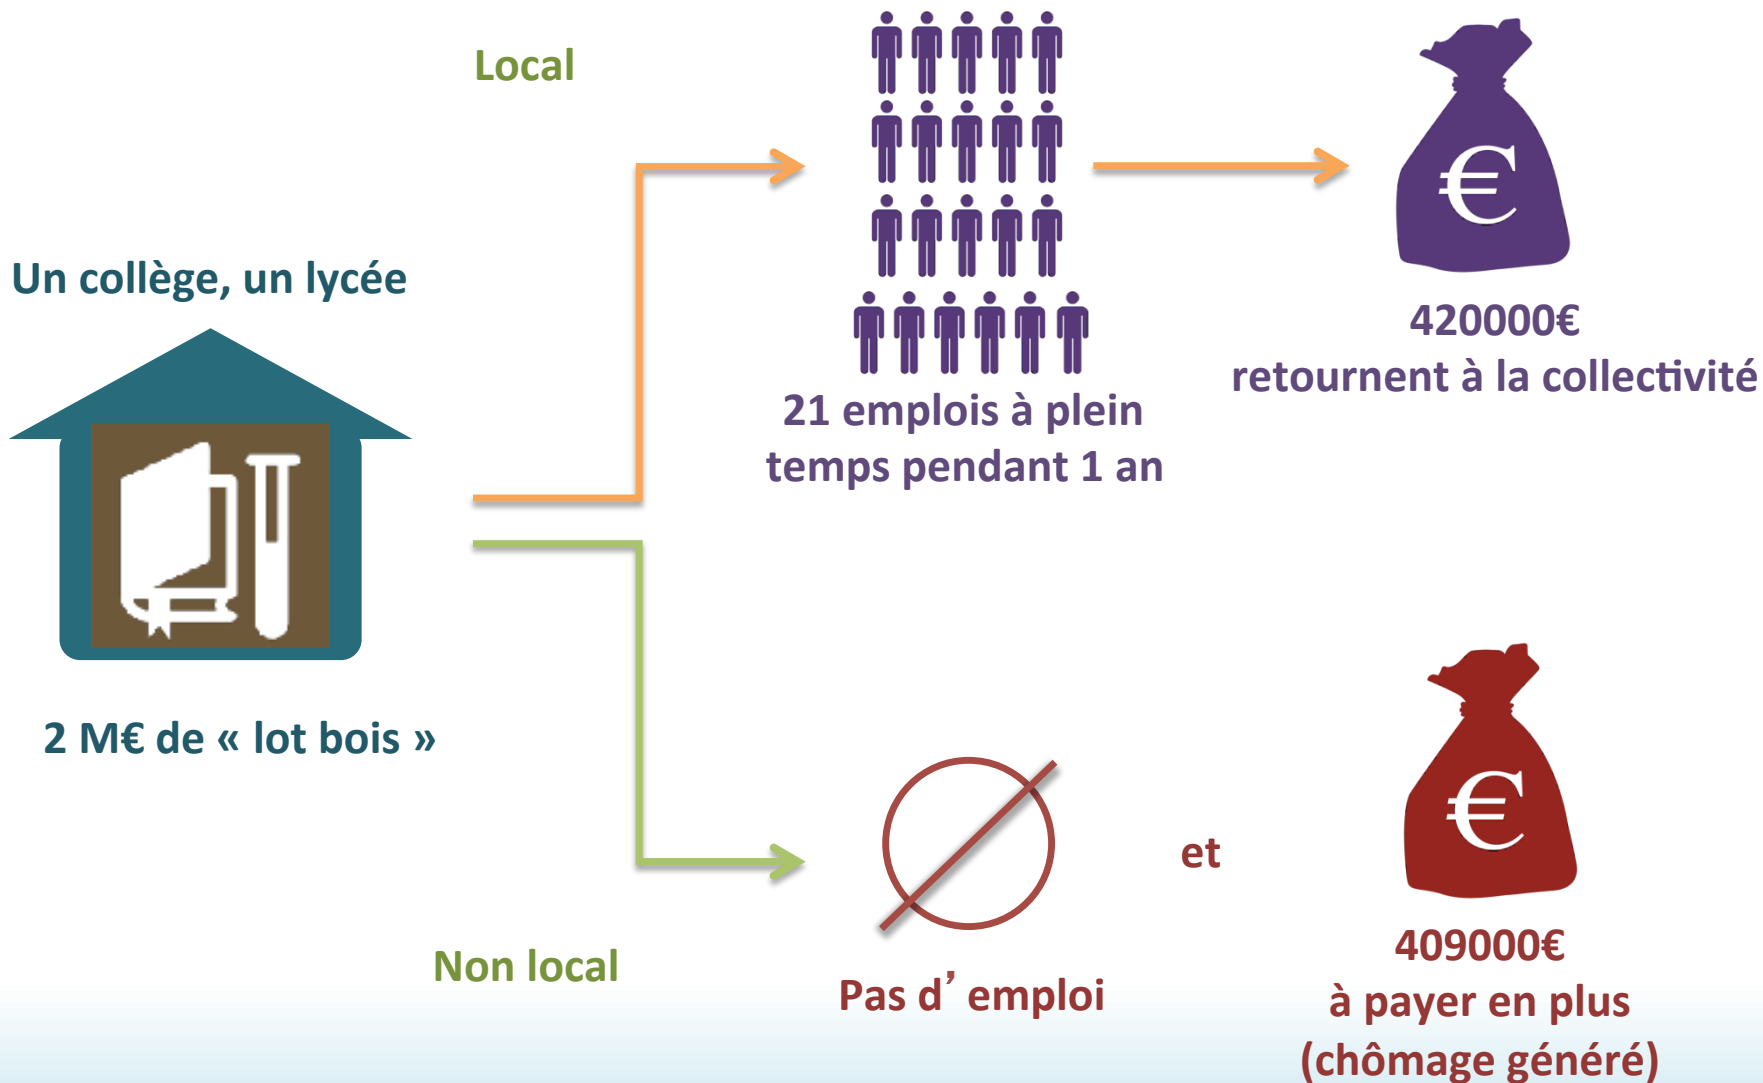 Local
Un collège, un lycée
2 M€ de « lot bois »
21 emplois à plein
temps pendant 1 an
€
420000€
retournent à la collectivité
Non local
Pas d’ emploi
et
€
409000€
à payer en plus
(chômage généré)